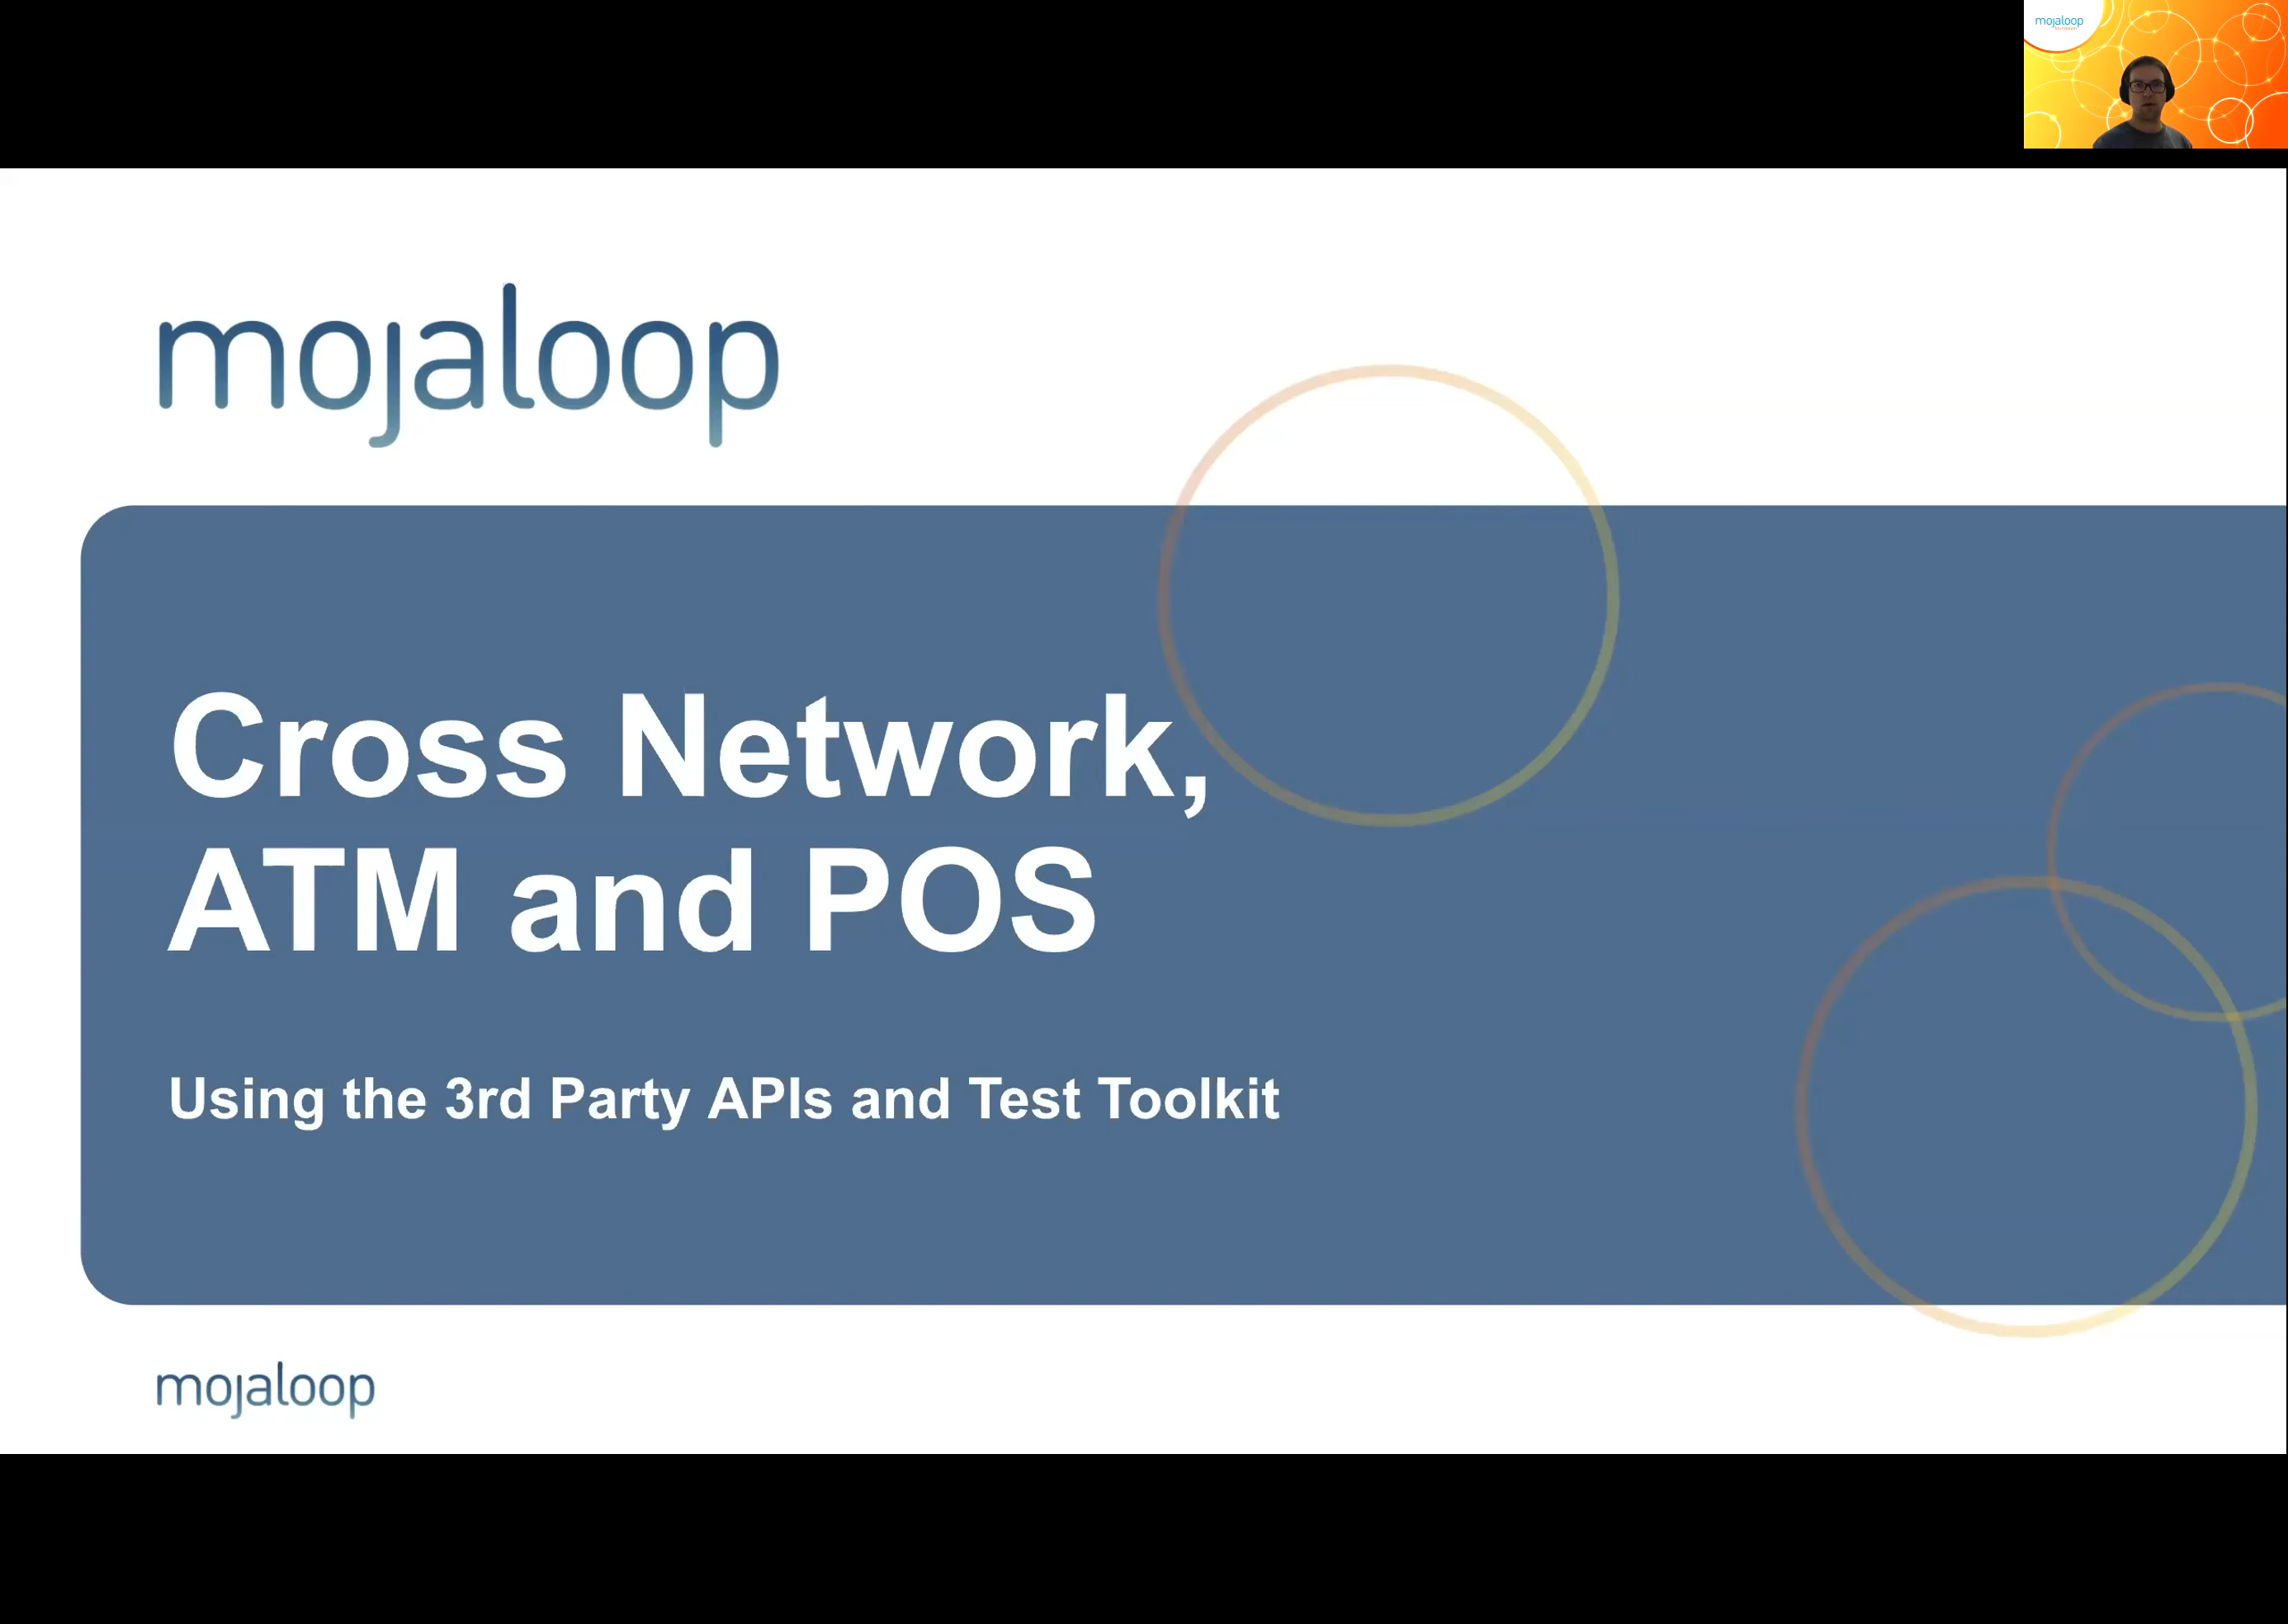 mojaloop
mojaloop
Cross Network,
ATM and POS
Using the 3rd Party APIs and Test Toolkit
mojaloop